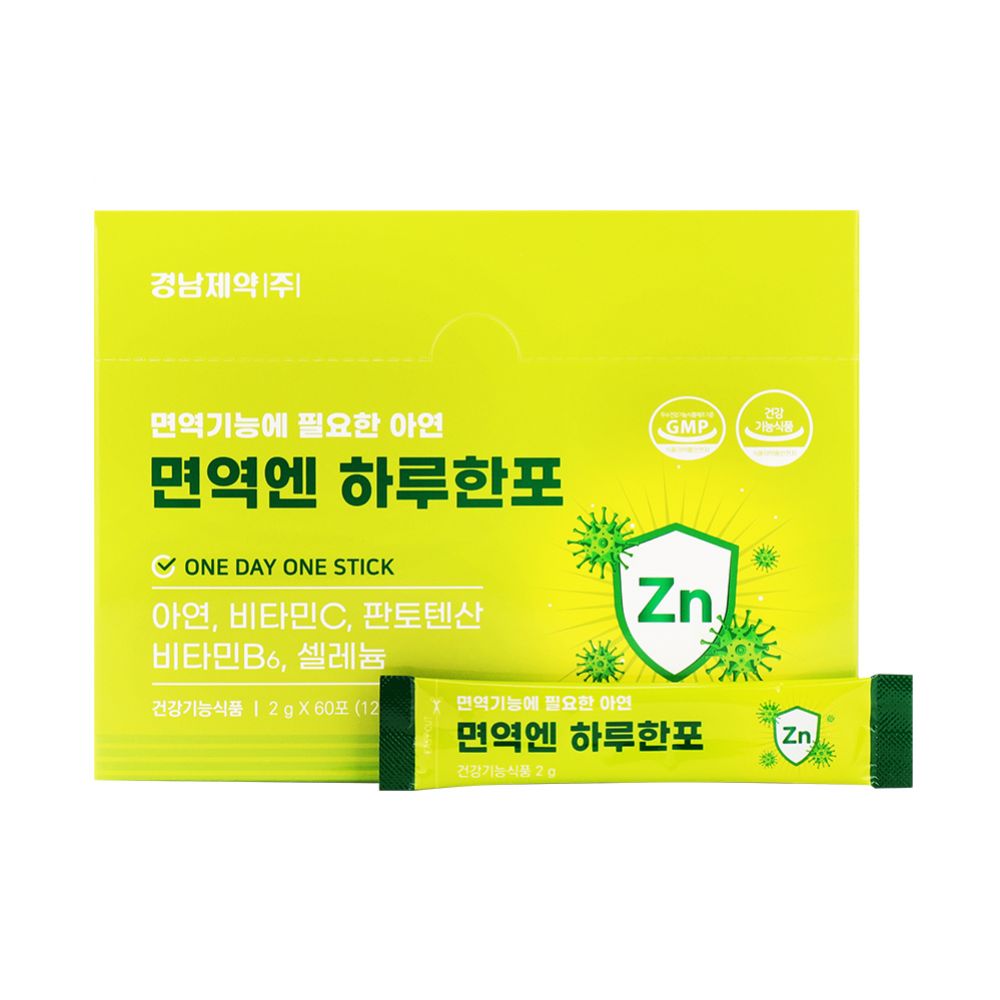 경남제약|주|
면역기능에 필요한 아연
면역엔 하루한포
GMP
건강
기능식품
ONE DAY ONE STICK
아연, 비타민C, 판토텐산
비타민B6, 셀레늄
건강기능식품 | 2 g X 60포 (12
Zn
면역기능에 필요한 아연
면역엔 하루한포
건강기능식품 2 g
EASY CUT
Zn